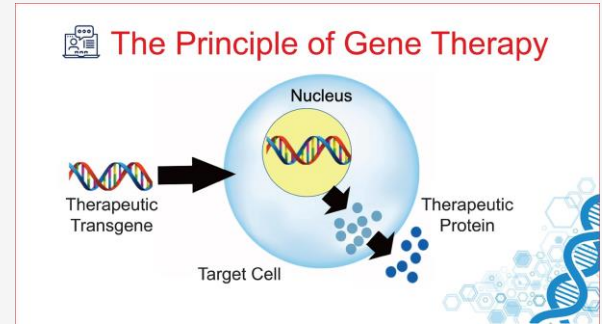 The Principle of Gene Therapy
Nucleus
Therapeutic
Transgene
Therapeutic
Protein
Target Cell